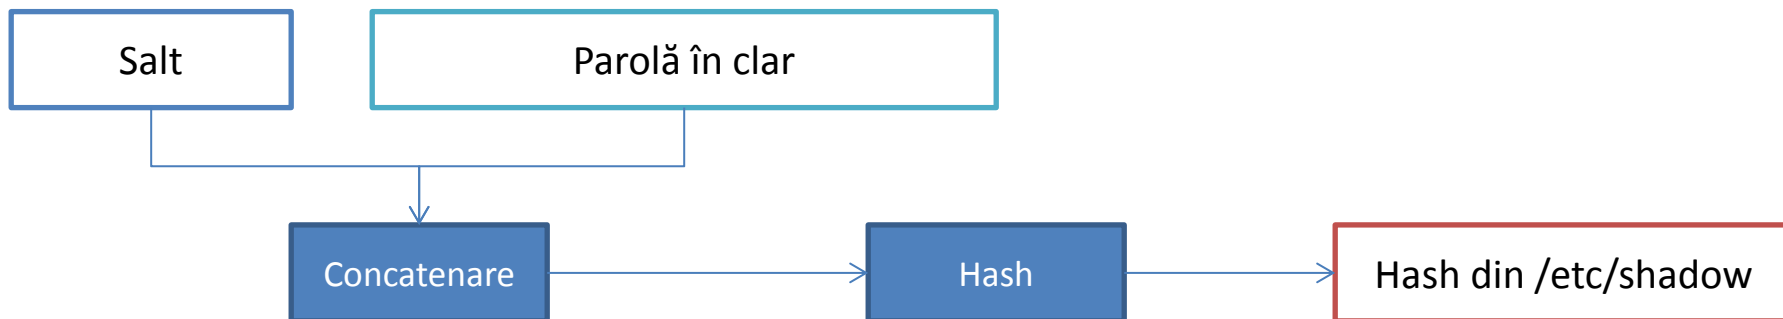 Salt
Parolă în clar
Concatenare
Hash
Hash din /etc/shadow